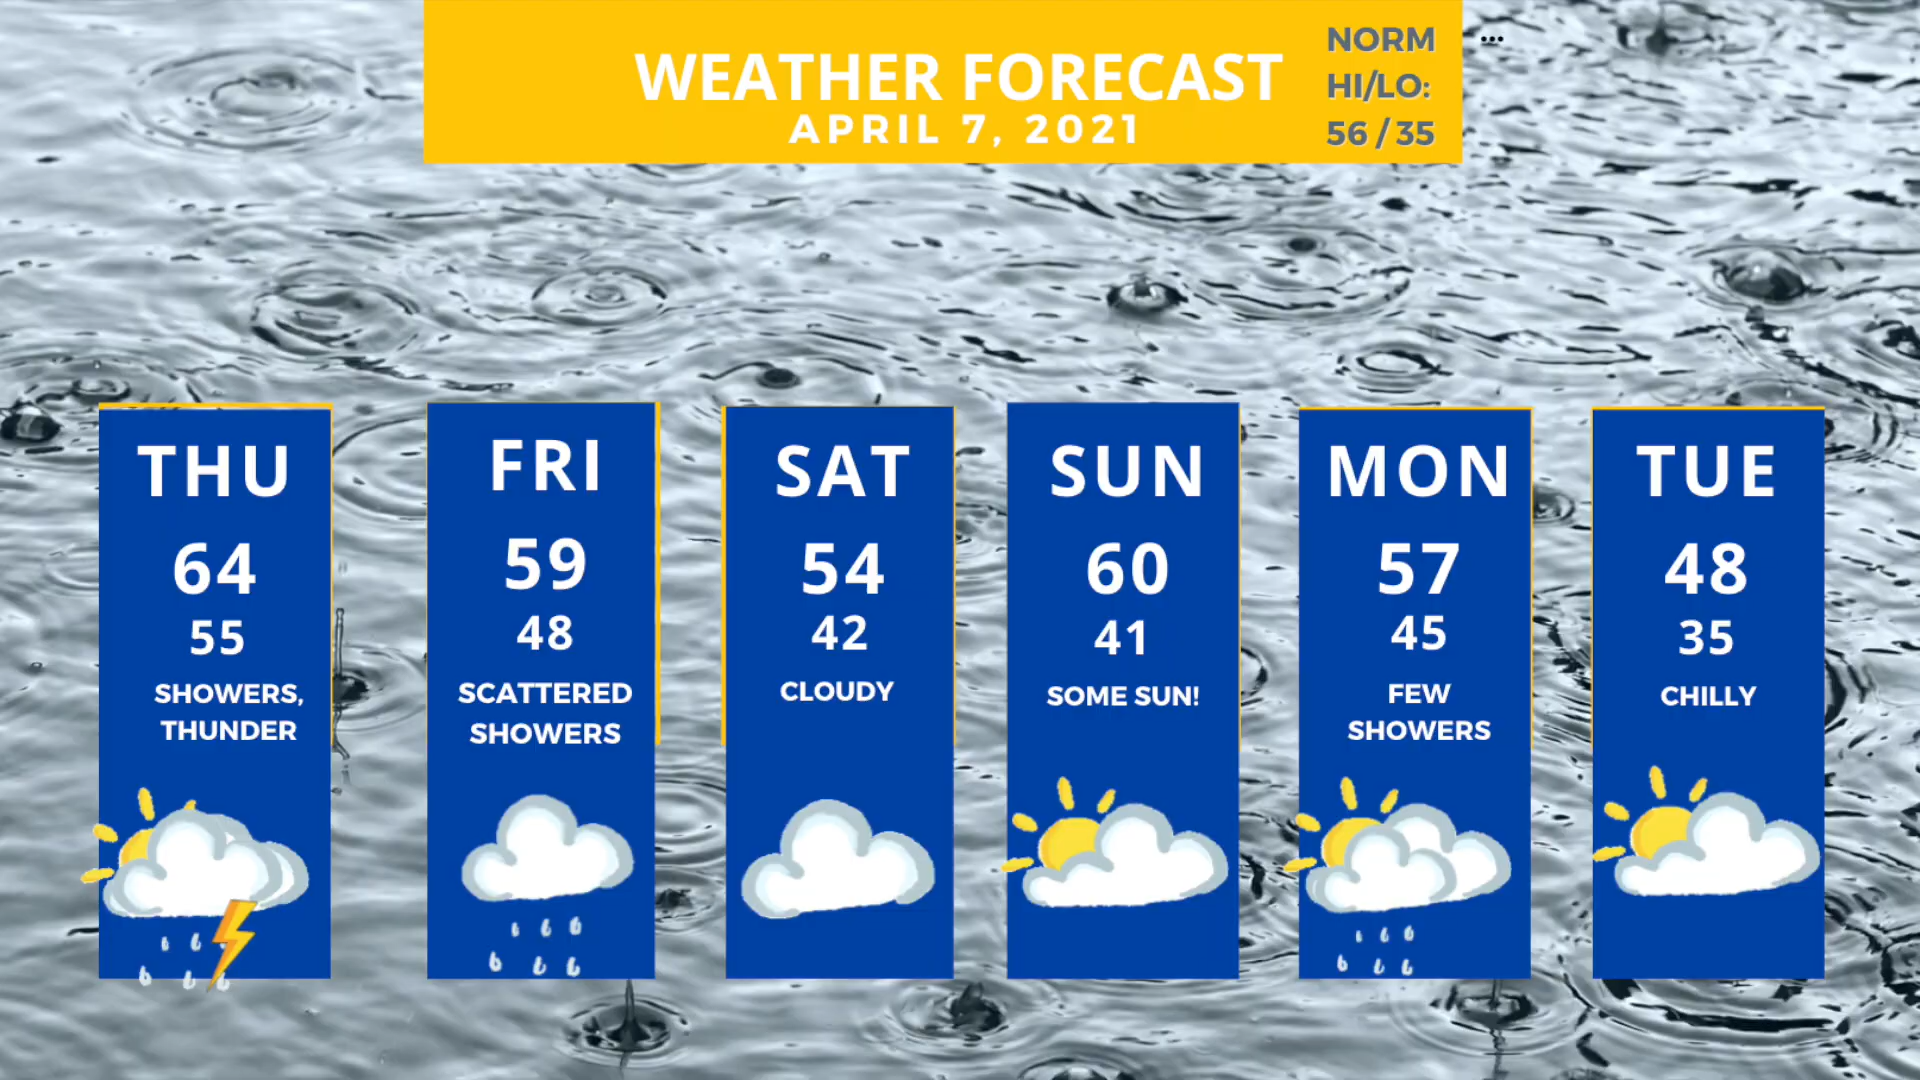 WEATHER FORECAST
APRIL 7, 2021
NORM
HI/LO:
56 / 35
...
THU
64
55
SHOWERS,
THUNDER
FRI
59
48
SCATTERED
SHOWERS
SAT
54
42
CLOUDY
SUN
60
41
SOME SUN!
MON
57
45
FEW
SHOWERS
TUE
48
35
CHILLY